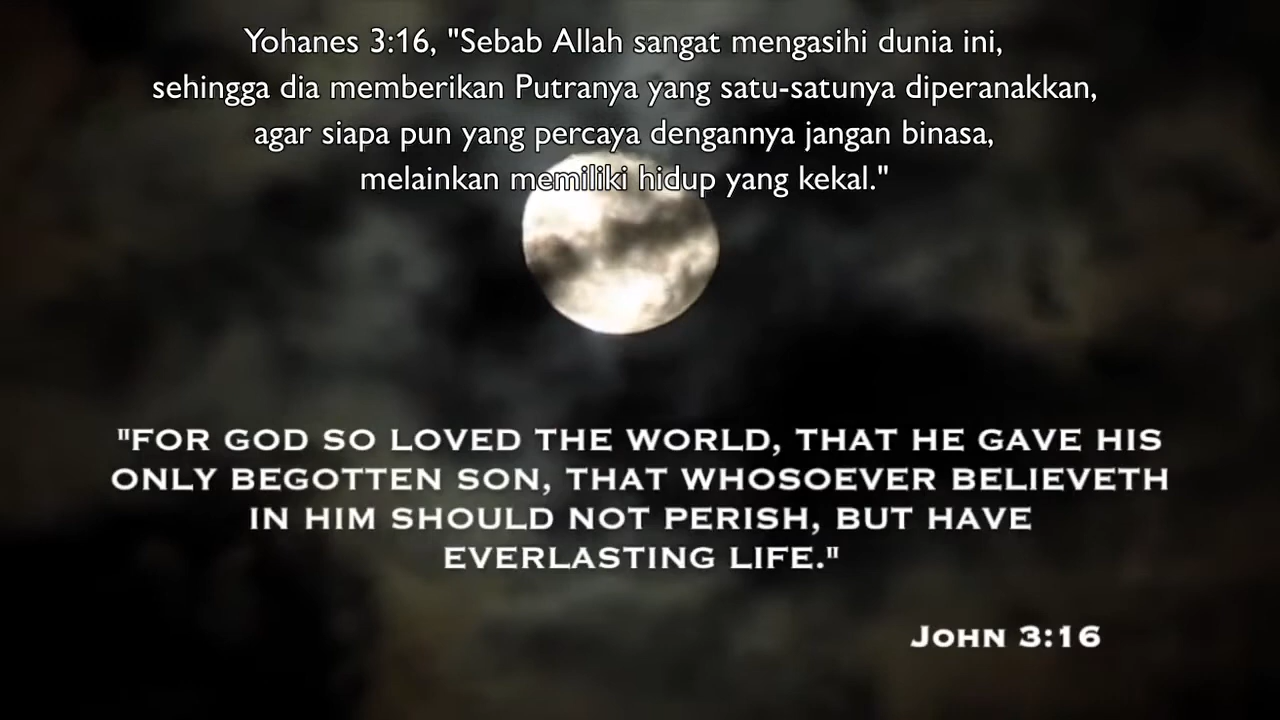 Yohanes 3:16, "Sebab Allah sangat mengasihi dunia ini,
sehingga dia memberikan Putranya yang satu-satunya diperanakkan,
agar siapa pun yang percaya dengannya jangan binasa,
melainkan memiliki hidup yang kekal."
"FOR GOD SO LOVED THE WORLD, THAT HE GAVE HIS
ONLY BEGOTTEN SON, THAT WHOSOEVER BELIEVETH
IN HIM SHOULD NOT PERISH, BUT HAVE
EVERLASTING LIFE."
JOHN 3:16